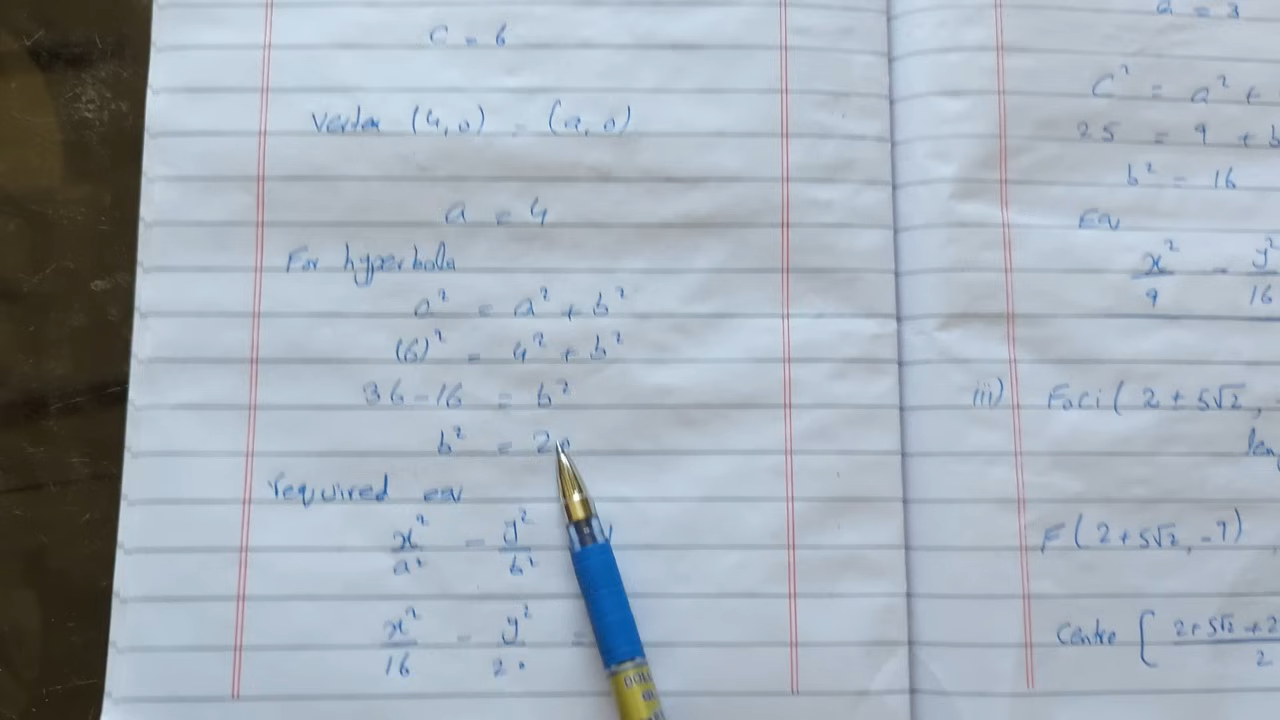 C = 6
Vertex (4,0) = (a,0)
a = 4
For hyperbola
a² = a² + b²
(6)² = 4² + b²
36-16 = b²
b² = 20
required eq
x²/a² - y²/b²
x²/16 - y²/20 =
a = 3
C² = a² +
25 = 9 + b
b² = 16
Eq
x²/9 - y²/16
iii) Foci ( 2 + 5√2,
F(2+5√2, -7)
Centre [ 2+5√2+2 / 2